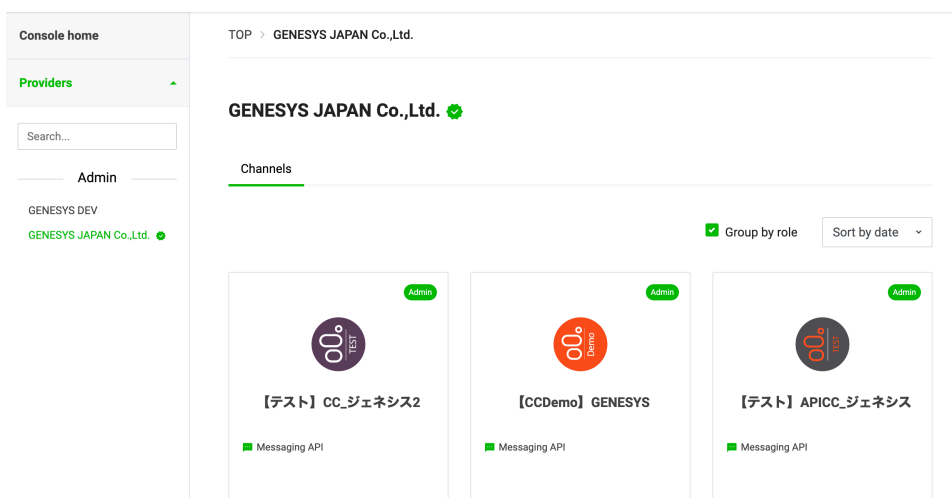 Console home
Providers
Search...
Admin
GENESYS DEV
GENESYS JAPAN Co.,Ltd.
TOP > GENESYS JAPAN Co.,Ltd.
GENESYS JAPAN Co.,Ltd.
Channels
Group by role
Sort by date
Admin
TEST
【テスト】CC_ジェネシス2
Messaging API
Admin
Demo
【CCDemo】GENESYS
Messaging API
Admin
TEST
【テスト】APICC_ジェネシス
Messaging API